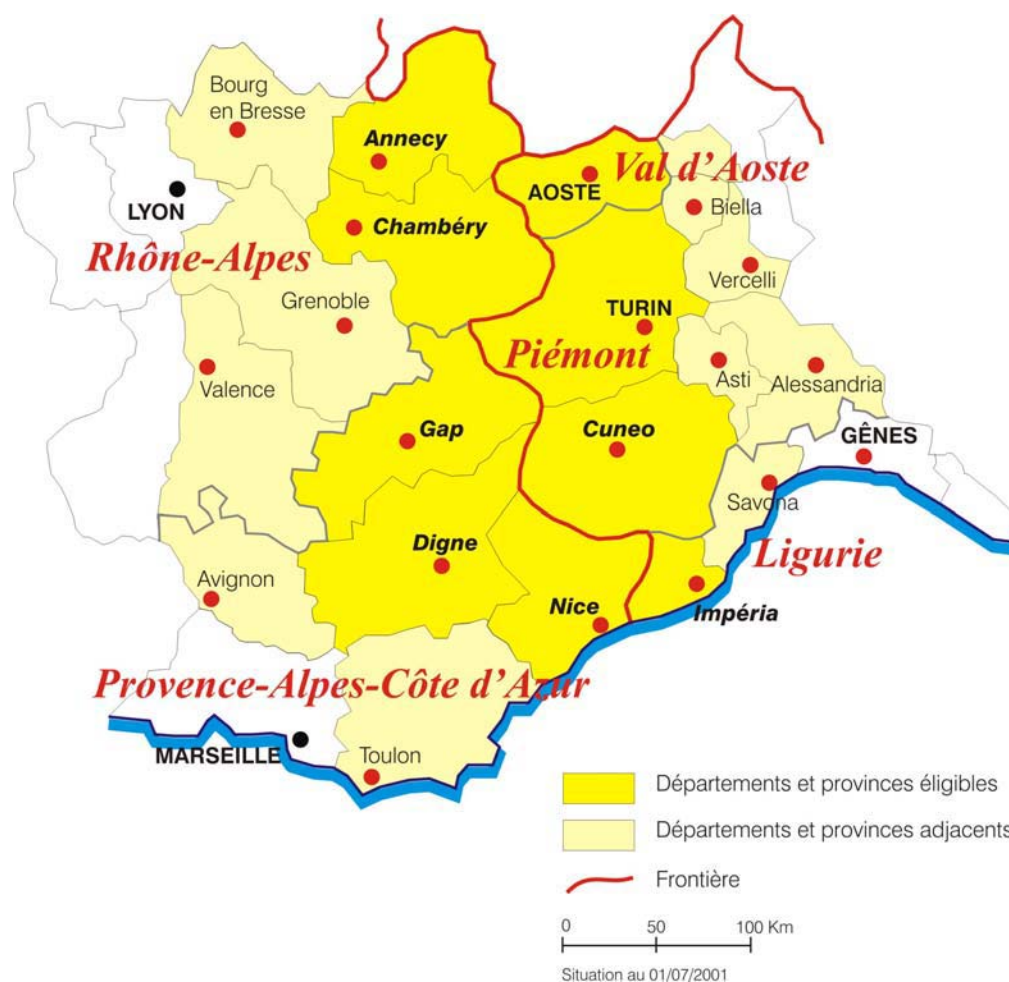 Bourg
en Bresse
Annecy
Val d'Aoste
AOSTE
LYON
Biella
Chambéry
Rhône-Alpes
Vercelli
Grenoble
TURIN
Piémont
Valence
Asti
Alessandria
Gap
Cuneo
GÊNES
Savona
Digne
Ligurie
Avignon
Nice
Impéria
Provence-Alpes-Côte d'Azur
MARSEILLE
Toulon
Départements et provinces éligibles
Départements et provinces adjacents
Frontière
0 50 100 Km
Situation au 01/07/2001